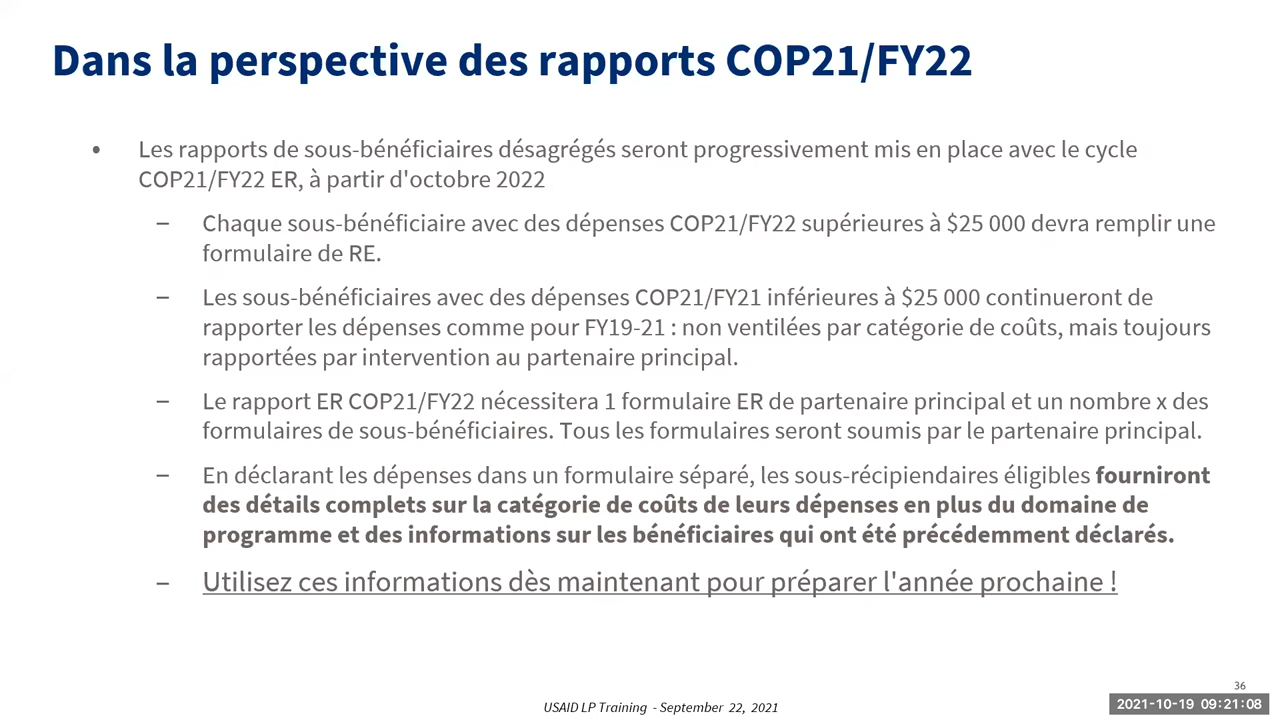 Dans la perspective des rapports COP21/FY22
• Les rapports de sous-bénéficiaires désagrégés seront progressivement mis en place avec le cycle
COP21/FY22 ER, à partir d'octobre 2022
– Chaque sous-bénéficiaire avec des dépenses COP21/FY22 supérieures à $25 000 devra remplir une
formulaire de RE.
– Les sous-bénéficiaires avec des dépenses COP21/FY21 inférieures à $25 000 continueront de
rapporter les dépenses comme pour FY19-21 : non ventilées par catégorie de coûts, mais toujours
rapportées par intervention au partenaire principal.
– Le rapport ER COP21/FY22 nécessitera 1 formulaire ER de partenaire principal et un nombre x des
formulaires de sous-bénéficiaires. Tous les formulaires seront soumis par le partenaire principal.
– En déclarant les dépenses dans un formulaire séparé, les sous-récipiendaires éligibles fourniront
des détails complets sur la catégorie de coûts de leurs dépenses en plus du domaine de
programme et des informations sur les bénéficiaires qui ont été précédemment déclarés.
– Utilisez ces informations dès maintenant pour préparer l'année prochaine !
36
USAID LP Training - September 22, 2021
2021-10-19 09:21:08